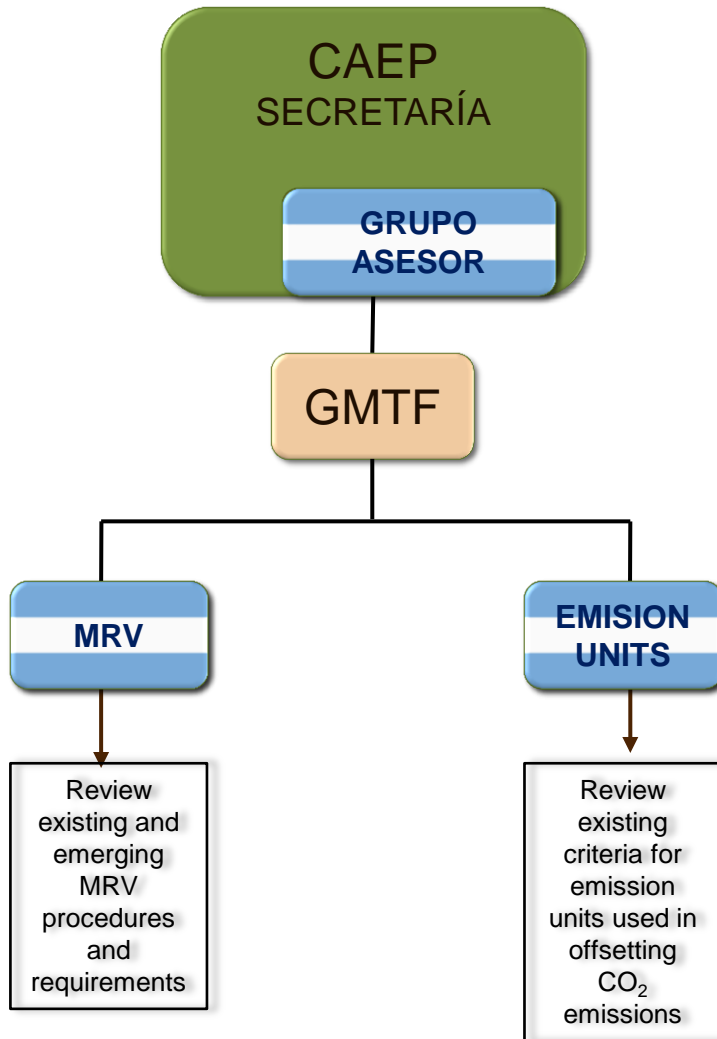 CAEP
SECRETARÍA
GRUPO
ASESOR
GMTF
MRV
EMISION
UNITS
Review
existing and
emerging
MRV
procedures
and
requirements
Review
existing
criteria for
emission
units used in
offsetting
CO₂
emissions